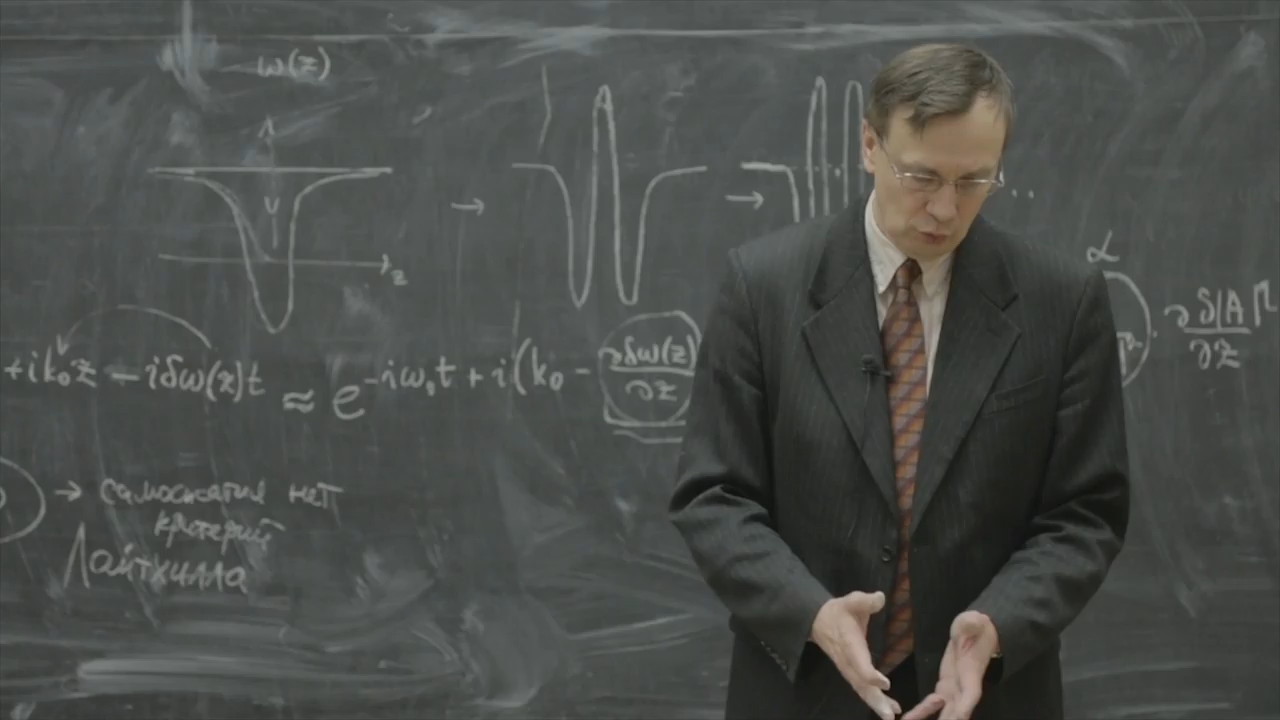 ω(z)
z
α
+ik₀z − iδω(z)t ≈ e^{-iω₀t + i(k₀ − ∂δω(z)/∂z
∂δ|A|²/∂z
→ самосжатия нет
критерий
Лайтхилла